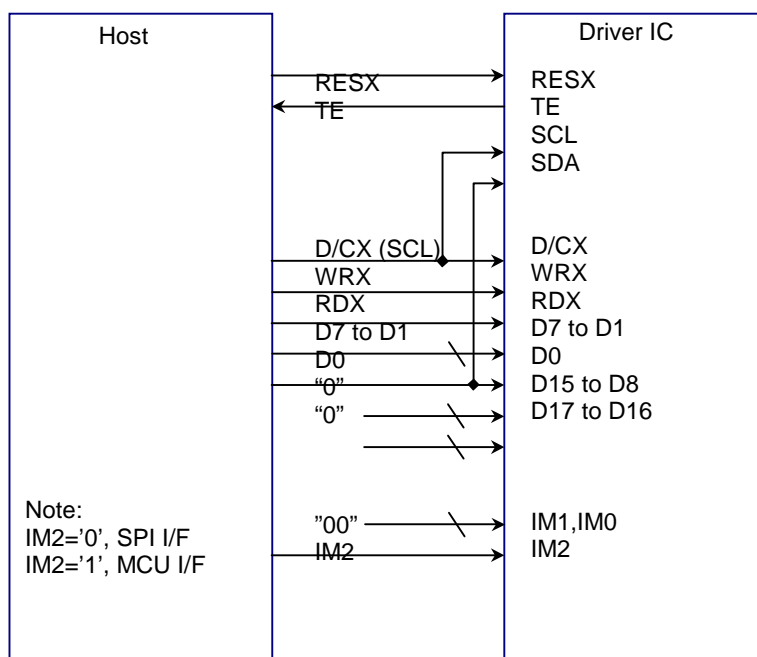 Host
Driver IC
RESX
TE
RESX
TE
SCL
SDA
D/CX (SCL)
WRX
RDX
D7 to D1
D0
“0”
“0”
D/CX
WRX
RDX
D7 to D1
D0
D15 to D8
D17 to D16
Note:
IM2='0', SPI I/F
IM2='1', MCU I/F
”00”
IM2
IM1,IM0
IM2